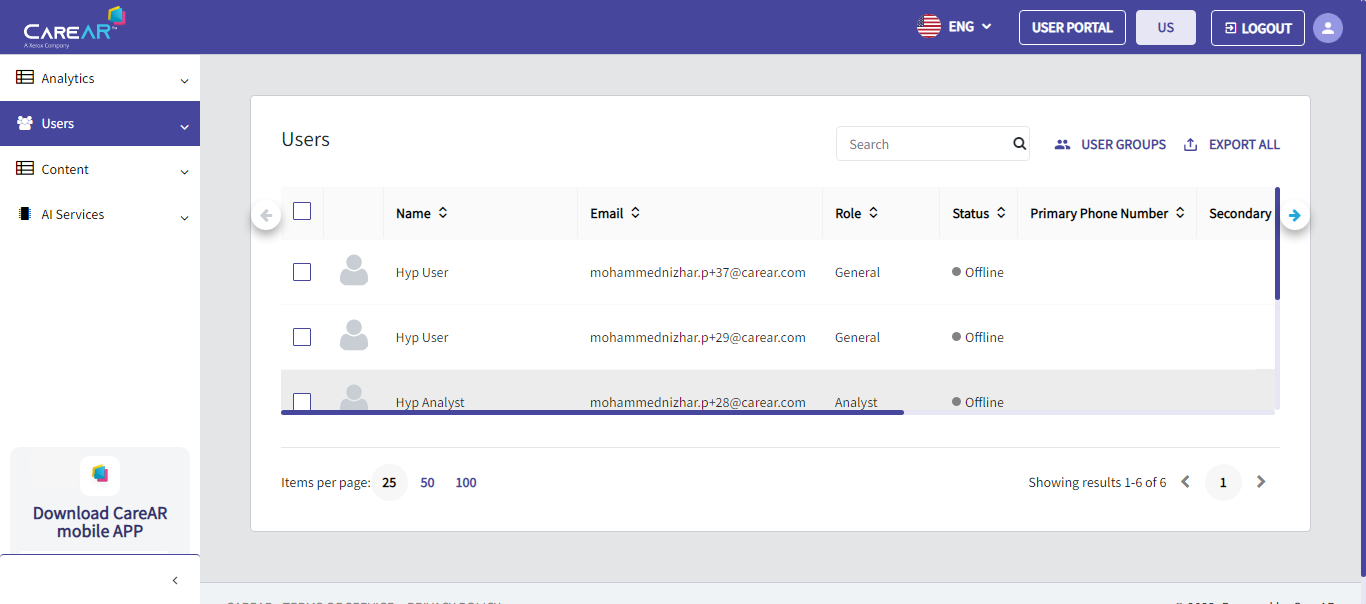 CAREAR™
A Xerox Company
ENG
USER PORTAL
US
LOGOUT
Analytics
Users
Content
AI Services
Download CareAR
mobile APP
Users
Search
USER GROUPS
EXPORT ALL
Name Email Role Status Primary Phone Number Secondary
Hyp User mohammednizhar.p+37@carear.com General Offline
Hyp User mohammednizhar.p+29@carear.com General Offline
Hyp Analyst mohammednizhar.p+28@carear.com Analyst Offline
Items per page: 25 50 100
Showing results 1-6 of 6 1